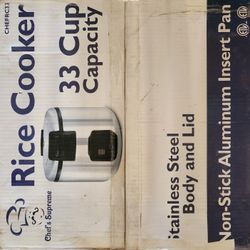 CHEFRC33
Rice Cooker
33 Cup
Capacity
Chef's Supreme
Stainless Steel
Body and Lid
Non-Stick Aluminum Insert Pan